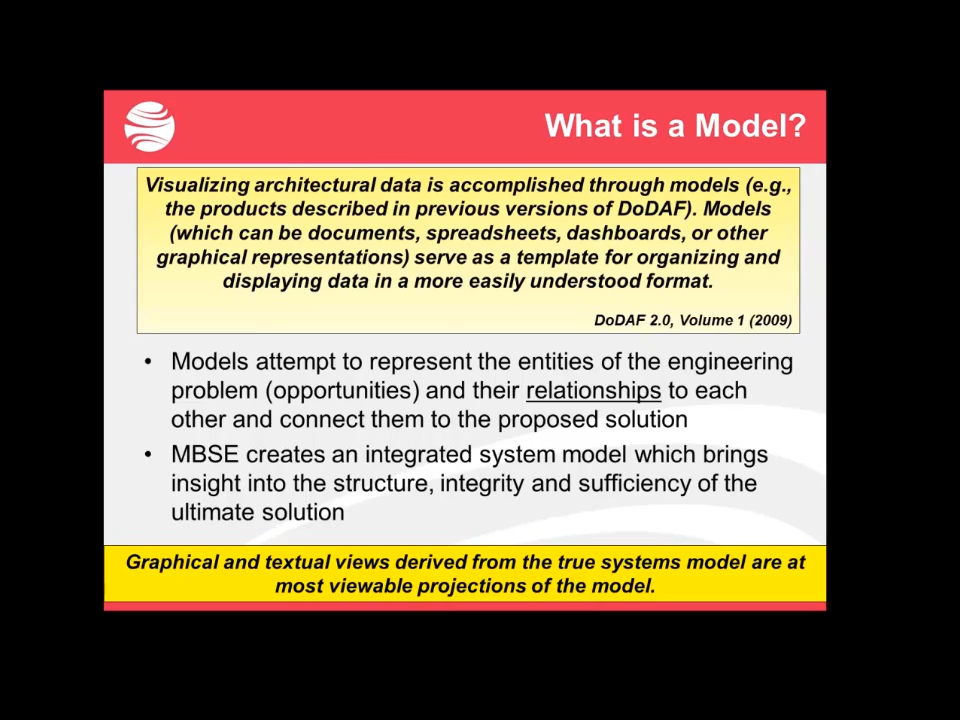 What is a Model?
Visualizing architectural data is accomplished through models (e.g.,
the products described in previous versions of DoDAF). Models
(which can be documents, spreadsheets, dashboards, or other
graphical representations) serve as a template for organizing and
displaying data in a more easily understood format.
DoDAF 2.0, Volume 1 (2009)
• Models attempt to represent the entities of the engineering
problem (opportunities) and their relationships to each
other and connect them to the proposed solution
• MBSE creates an integrated system model which brings
insight into the structure, integrity and sufficiency of the
ultimate solution
Graphical and textual views derived from the true systems model are at
most viewable projections of the model.